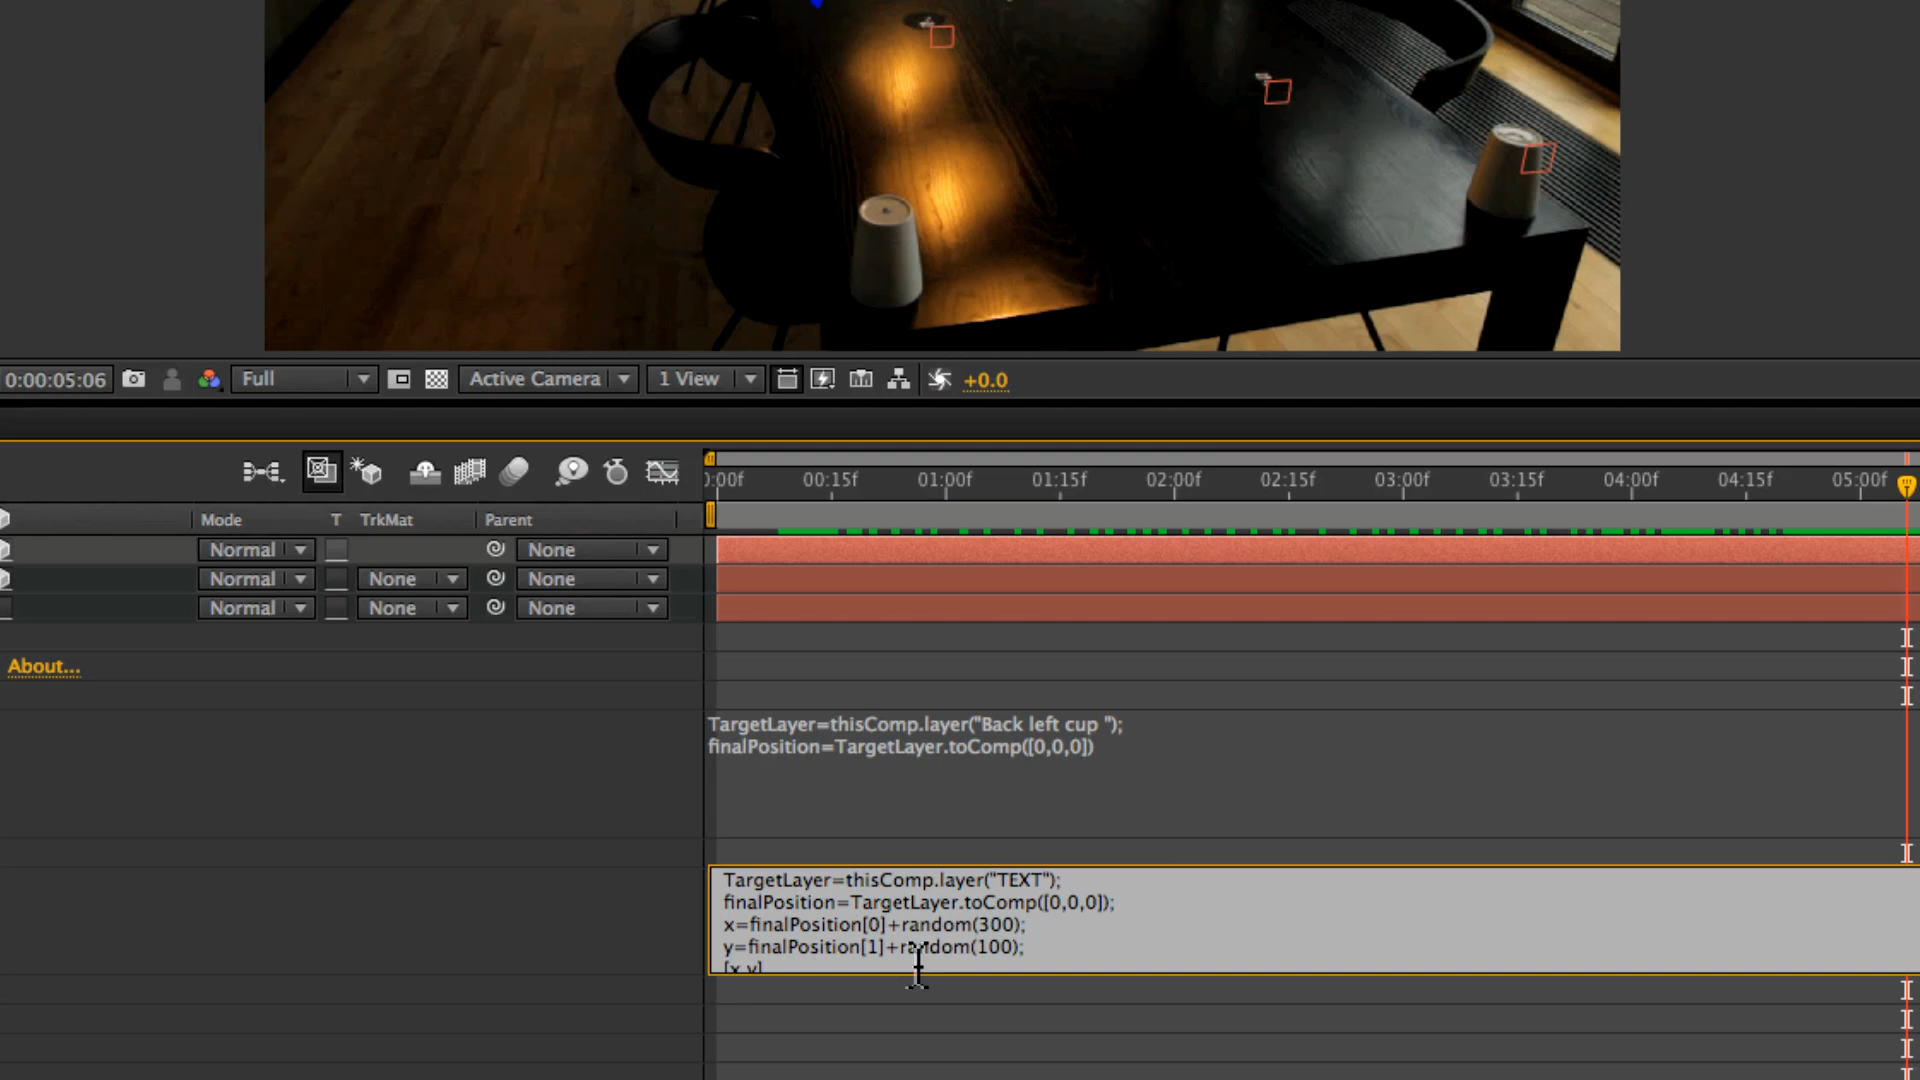 0:00:05:06 Full Active Camera 1 View +0.0
:00f 00:15f 01:00f 01:15f 02:00f 02:15f 03:00f 03:15f 04:00f 04:15f 05:00f
Mode T TrkMat Parent
Normal None
Normal None None
Normal None None
About...
TargetLayer=thisComp.layer("Back left cup ");
finalPosition=TargetLayer.toComp([0,0,0])
TargetLayer=thisComp.layer("TEXT");
finalPosition=TargetLayer.toComp([0,0,0]);
x=finalPosition[0]+random(300);
y=finalPosition[1]+random(100);
[x,y]